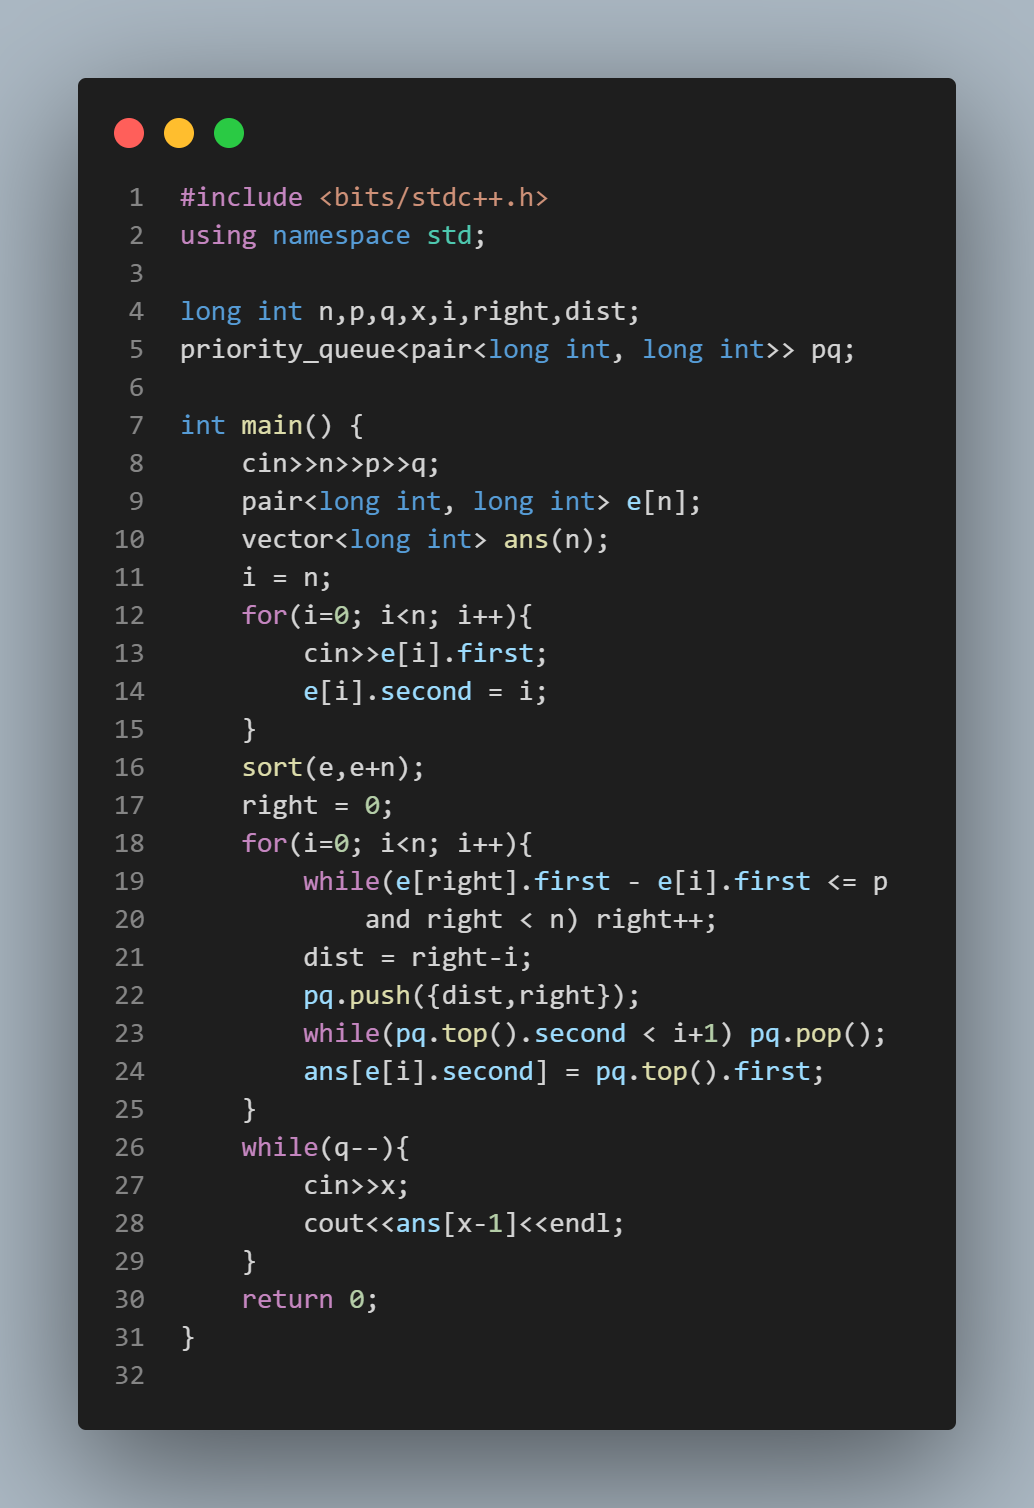 1 #include <bits/stdc++.h>
2 using namespace std;
3
4 long int n,p,q,x,i,right,dist;
5 priority_queue<pair<long int, long int>> pq;
6
7 int main() {
8     cin>>n>>p>>q;
9     pair<long int, long int> e[n];
10     vector<long int> ans(n);
11     i = n;
12     for(i=0; i<n; i++){
13         cin>>e[i].first;
14         e[i].second = i;
15     }
16     sort(e,e+n);
17     right = 0;
18     for(i=0; i<n; i++){
19         while(e[right].first - e[i].first <= p
20             and right < n) right++;
21         dist = right-i;
22         pq.push({dist,right});
23         while(pq.top().second < i+1) pq.pop();
24         ans[e[i].second] = pq.top().first;
25     }
26     while(q--){
27         cin>>x;
28         cout<<ans[x-1]<<endl;
29     }
30     return 0;
31 }
32